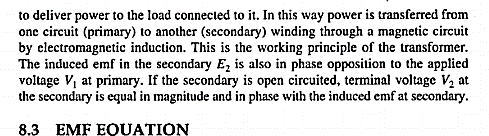 to deliver power to the load connected to it. In this way power is transferred from
one circuit (primary) to another (secondary) winding through a magnetic circuit
by electromagnetic induction. This is the working principle of the transformer.
The induced emf in the secondary E₂ is also in phase opposition to the applied
voltage V₁ at primary. If the secondary is open circuited, terminal voltage V₂ at
the secondary is equal in magnitude and in phase with the induced emf at secondary.
8.3 EMF EQUATION